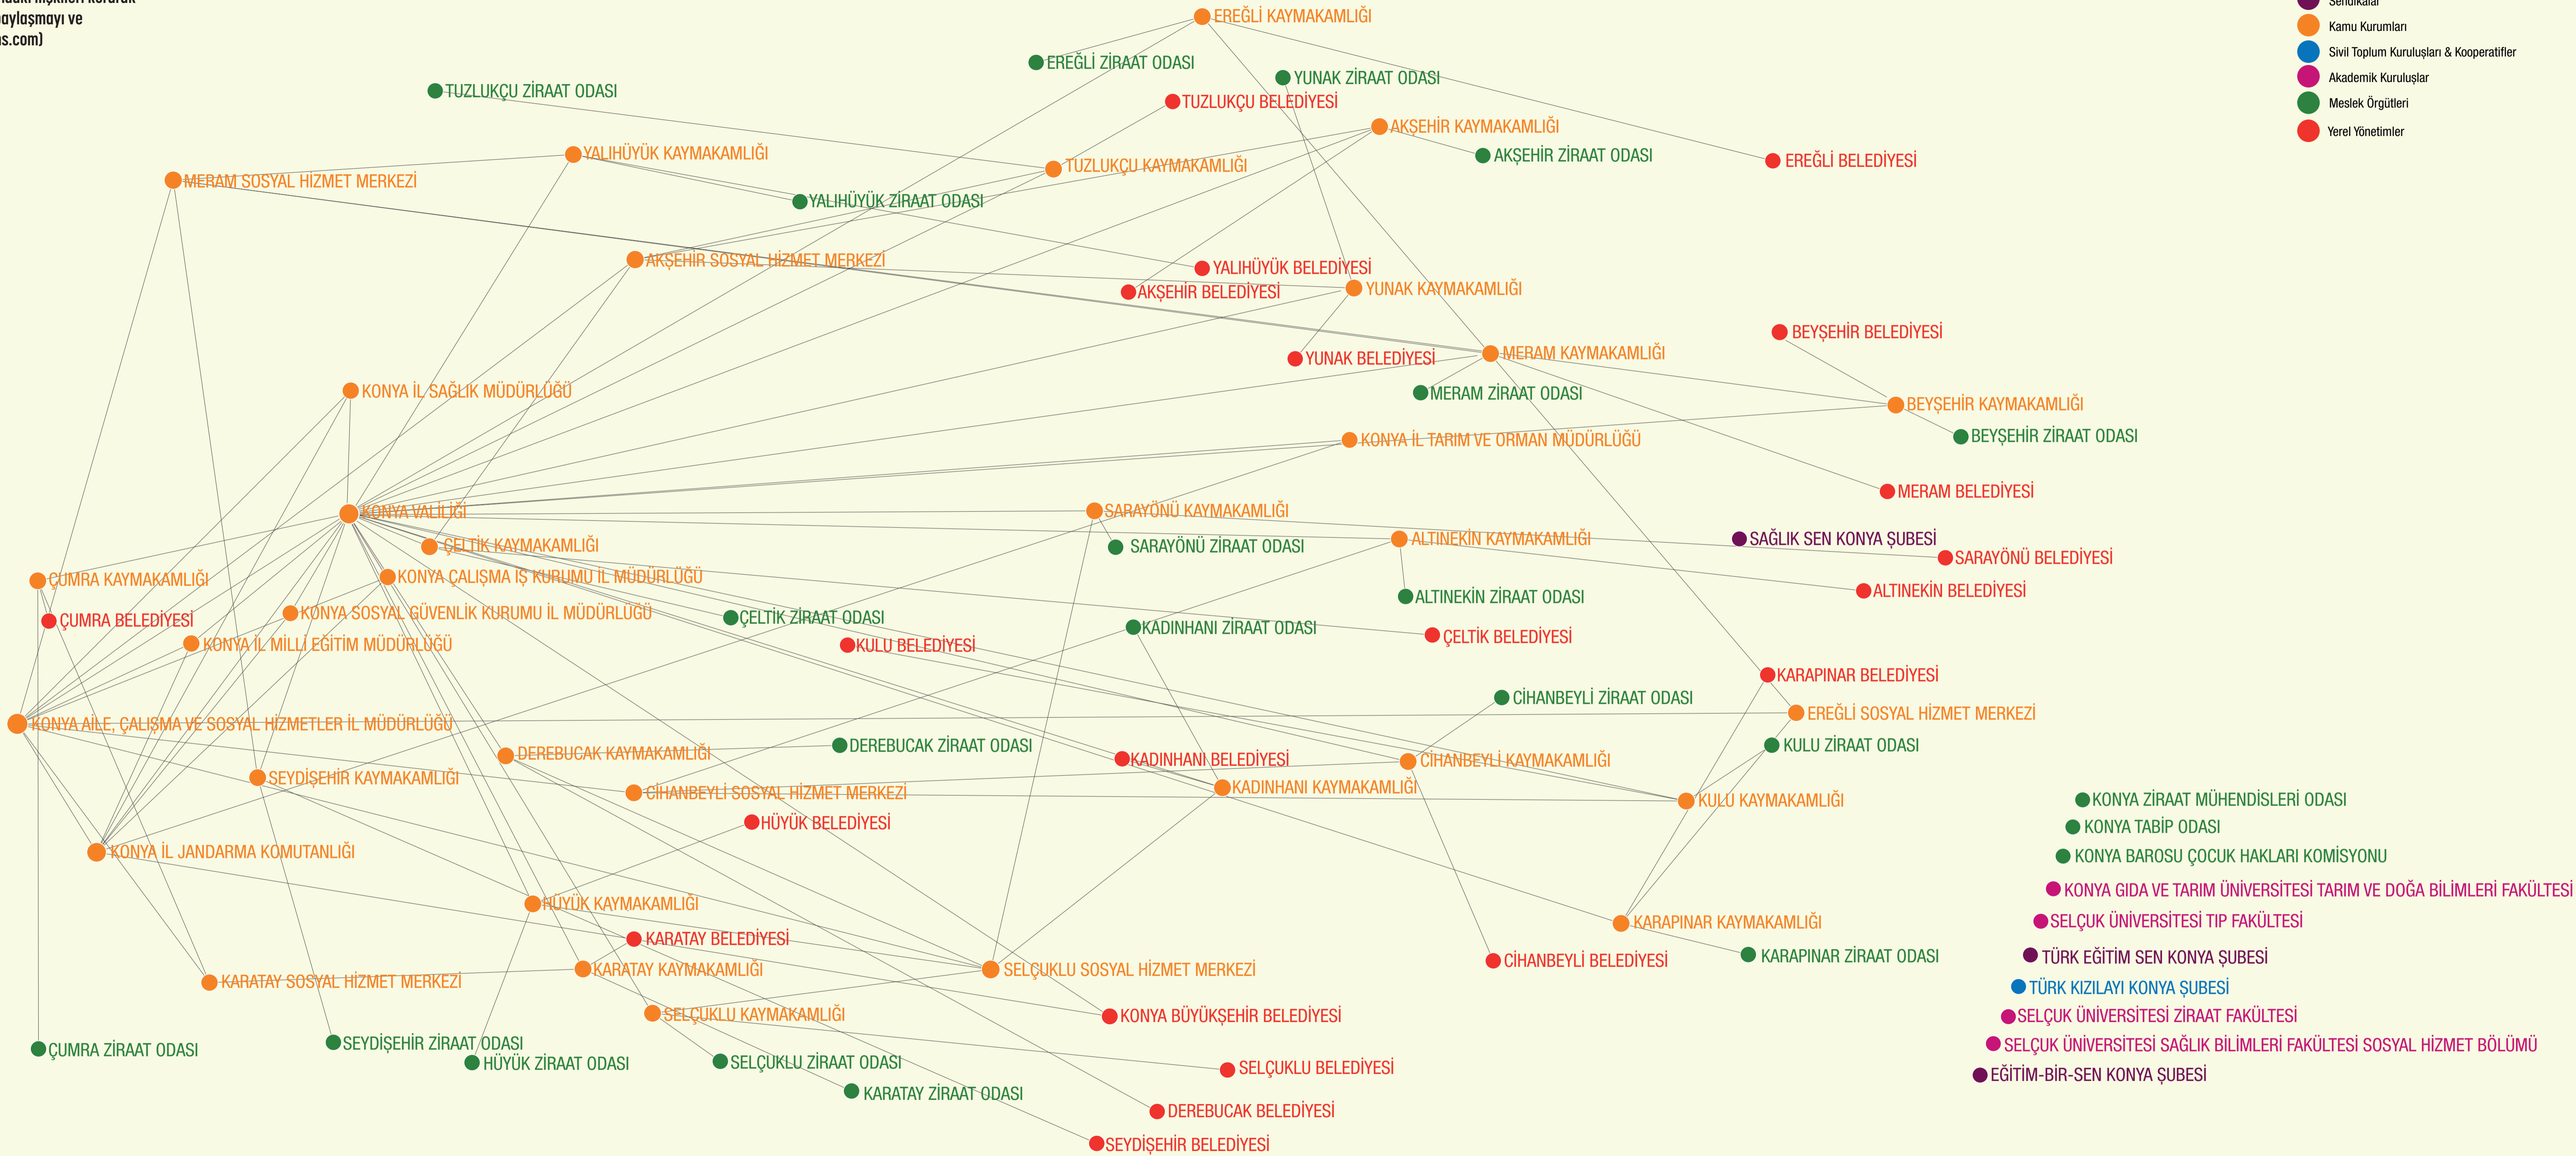 paylaşmayı ve
Sendikalar
Kamu Kurumları
Sivil Toplum Kuruluşları & Kooperatifler
Akademik Kuruluşlar
Meslek Örgütleri
Yerel Yönetimler
EREĞLİ KAYMAKAMLIĞI
EREĞLİ ZİRAAT ODASI
YUNAK ZİRAAT ODASI
TUZLUKÇU ZİRAAT ODASI
TUZLUKÇU BELEDİYESİ
AKŞEHİR KAYMAKAMLIĞI
YALIHÜYÜK KAYMAKAMLIĞI
AKŞEHİR ZİRAAT ODASI
EREĞLİ BELEDİYESİ
TUZLUKÇU KAYMAKAMLIĞI
MERAM SOSYAL HİZMET MERKEZİ
YALIHÜYÜK ZİRAAT ODASI
AKŞEHİR SOSYAL HİZMET MERKEZİ
YALIHÜYÜK BELEDİYESİ
AKŞEHİR BELEDİYESİ
YUNAK KAYMAKAMLIĞI
BEYŞEHİR BELEDİYESİ
YUNAK BELEDİYESİ
MERAM KAYMAKAMLIĞI
KONYA İL SAĞLIK MÜDÜRLÜĞÜ
MERAM ZİRAAT ODASI
BEYŞEHİR KAYMAKAMLIĞI
KONYA İL TARIM VE ORMAN MÜDÜRLÜĞÜ
BEYŞEHİR ZİRAAT ODASI
MERAM BELEDİYESİ
KONYA VALİLİĞİ
SARAYÖNÜ KAYMAKAMLIĞI
ÇELTİK KAYMAKAMLIĞI
SARAYÖNÜ ZİRAAT ODASI
ALTINEKİN KAYMAKAMLIĞI
SAĞLIK SEN KONYA ŞUBESİ
SARAYÖNÜ BELEDİYESİ
ÇUMRA KAYMAKAMLIĞI
KONYA ÇALIŞMA IŞ KURUMU İL MÜDÜRLÜĞÜ
ALTINEKİN ZİRAAT ODASI
ALTINEKİN BELEDİYESİ
ÇUMRA BELEDİYESİ
KONYA SOSYAL GÜVENLİK KURUMU İL MÜDÜRLÜĞÜ
ÇELTİK ZİRAAT ODASI
KADINHANI ZİRAAT ODASI
ÇELTİK BELEDİYESİ
KONYA İL MİLLİ EĞİTİM MÜDÜRLÜĞÜ
KULU BELEDİYESİ
KARAPINAR BELEDİYESİ
CİHANBEYLİ ZİRAAT ODASI
EREĞLİ SOSYAL HİZMET MERKEZİ
KONYA AİLE, ÇALIŞMA VE SOSYAL HİZMETLER İL MÜDÜRLÜĞÜ
DEREBUCAK KAYMAKAMLIĞI
DEREBUCAK ZİRAAT ODASI
KULU ZİRAAT ODASI
KADINHANI BELEDİYESİ
CİHANBEYLİ KAYMAKAMLIĞI
SEYDİŞEHİR KAYMAKAMLIĞI
CİHANBEYLİ SOSYAL HİZMET MERKEZİ
KADINHANI KAYMAKAMLIĞI
KULU KAYMAKAMLIĞI
KONYA ZİRAAT MÜHENDİSLERİ ODASI
HÜYÜK BELEDİYESİ
KONYA TABİP ODASI
KONYA İL JANDARMA KOMUTANLIĞI
KONYA BAROSU ÇOCUK HAKLARI KOMİSYONU
KONYA GIDA VE TARIM ÜNİVERSİTESİ TARIM VE DOĞA BİLİMLERİ FAKÜLTESİ
HÜYÜK KAYMAKAMLIĞI
KARAPINAR KAYMAKAMLIĞI
SELÇUK ÜNİVERSİTESİ TIP FAKÜLTESİ
KARATAY BELEDİYESİ
CİHANBEYLİ BELEDİYESİ
KARAPINAR ZİRAAT ODASI
TÜRK EĞİTİM SEN KONYA ŞUBESİ
KARATAY SOSYAL HİZMET MERKEZİ
KARATAY KAYMAKAMLIĞI
SELÇUKLU SOSYAL HİZMET MERKEZİ
TÜRK KIZILAYI KONYA ŞUBESİ
SELÇUKLU KAYMAKAMLIĞI
KONYA BÜYÜKŞEHİR BELEDİYESİ
SELÇUK ÜNİVERSİTESİ ZİRAAT FAKÜLTESİ
ÇUMRA ZİRAAT ODASI
SEYDİŞEHİR ZİRAAT ODASI
SELÇUK ÜNİVERSİTESİ SAĞLIK BİLİMLERİ FAKÜLTESİ SOSYAL HİZMET BÖLÜMÜ
HÜYÜK ZİRAAT ODASI
SELÇUKLU ZİRAAT ODASI
SELÇUKLU BELEDİYESİ
EĞİTİM-BİR-SEN KONYA ŞUBESİ
KARATAY ZİRAAT ODASI
DEREBUCAK BELEDİYESİ
SEYDİŞEHİR BELEDİYESİ